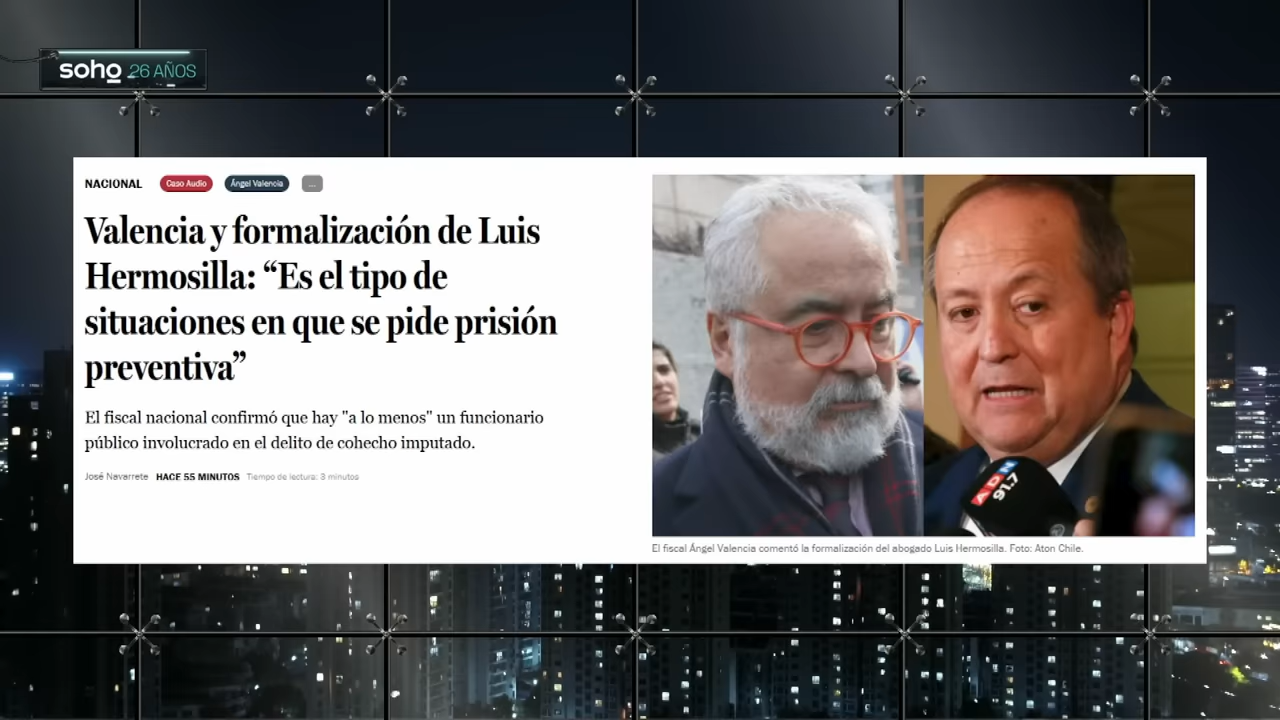 soho 26 AÑOS
NACIONAL Caso Audio Ángel Valencia ...
Valencia y formalización de Luis
Hermosilla: “Es el tipo de
situaciones en que se pide prisión
preventiva”
El fiscal nacional confirmó que hay "a lo menos" un funcionario
público involucrado en el delito de cohecho imputado.
José Navarrete HACE 55 MINUTOS Tiempo de lectura: 3 minutos
ADN
91.7
El fiscal Ángel Valencia comentó la formalización del abogado Luis Hermosilla. Foto: Aton Chile.